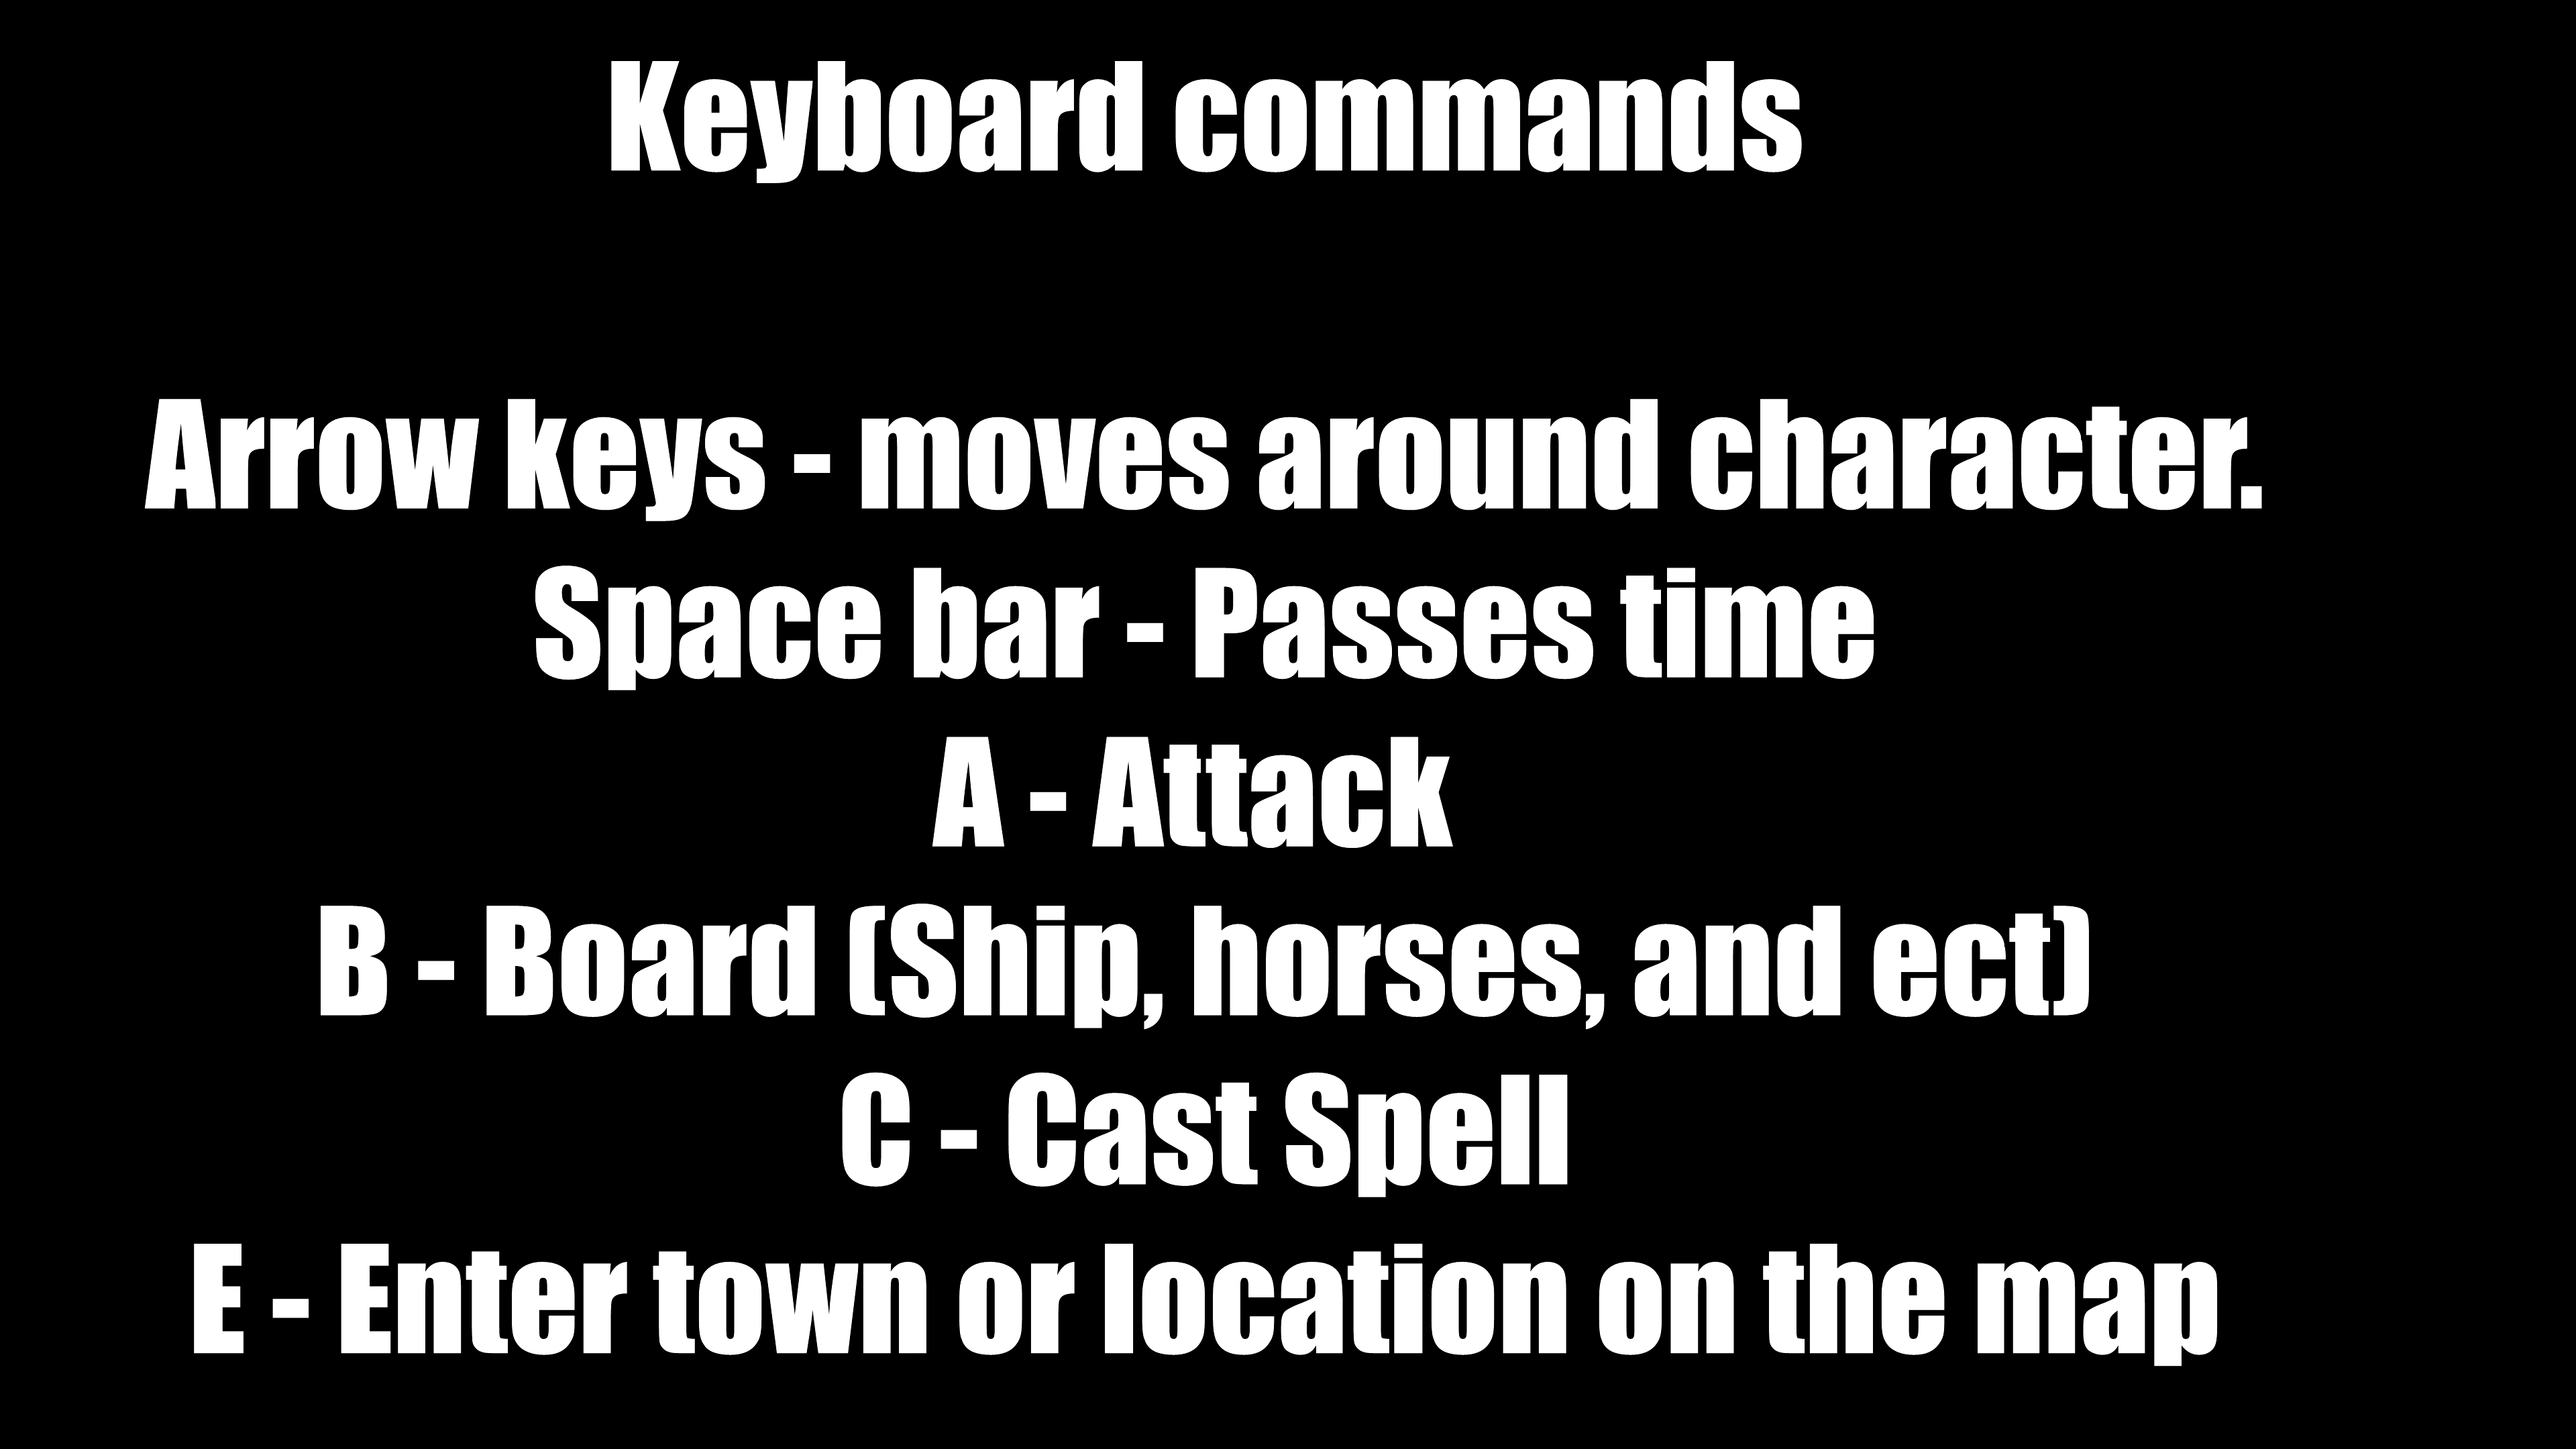 Keyboard commands
Arrow keys - moves around character.
Space bar - Passes time
A - Attack
B - Board (Ship, horses, and ect)
C - Cast Spell
E - Enter town or location on the map